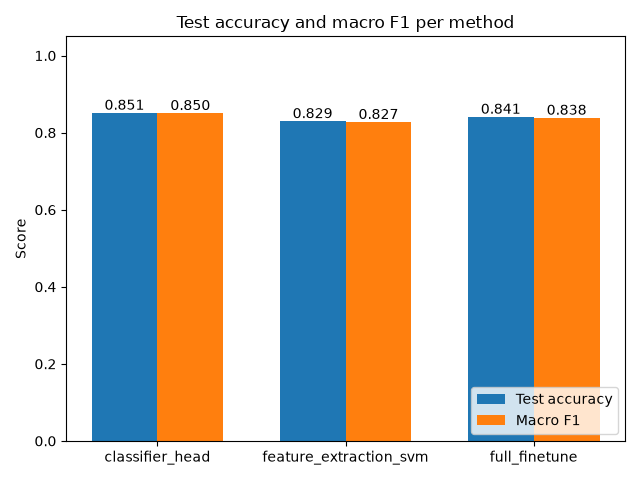 Test accuracy and macro F1 per method
Score
1.0
0.8
0.6
0.4
0.2
0.0
0.851 0.850 0.829 0.827 0.841 0.838
Test accuracy
Macro F1
classifier_head feature_extraction_svm full_finetune